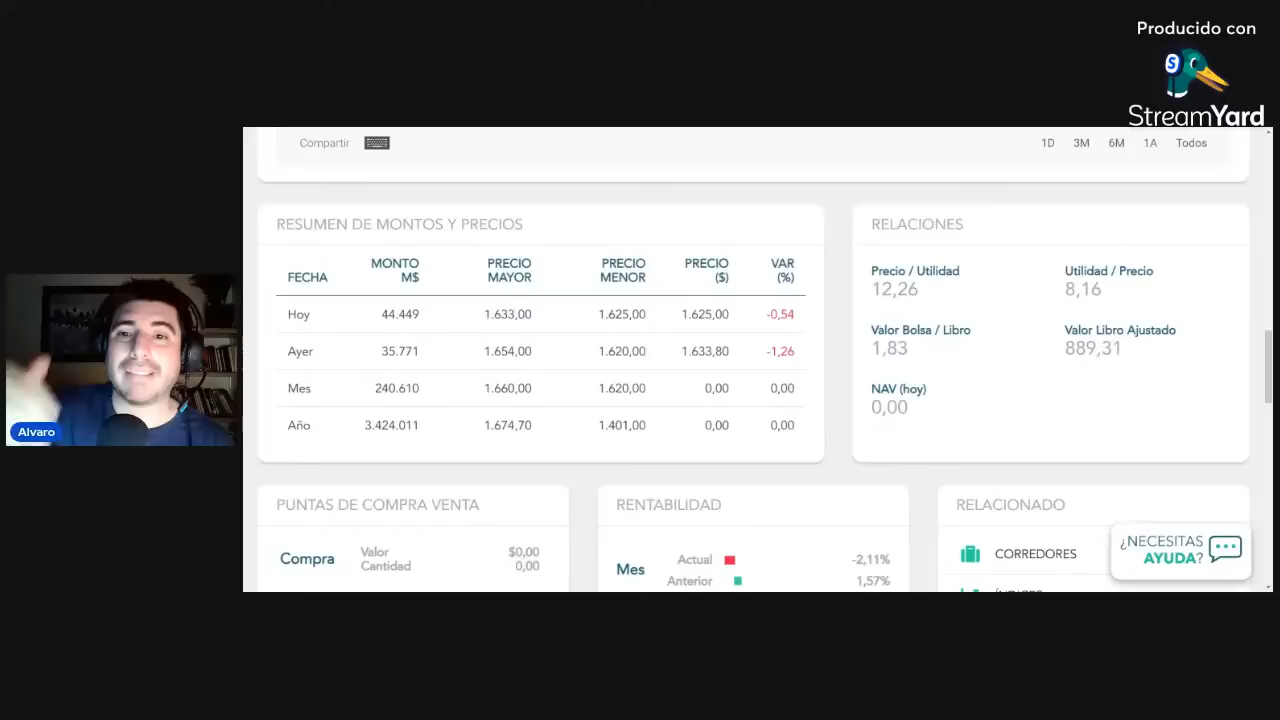 Producido con
StreamYard
Compartir
1D 3M 6M 1A Todos
RESUMEN DE MONTOS Y PRECIOS
FECHA MONTO M$ PRECIO MAYOR PRECIO MENOR PRECIO ($) VAR (%)
Hoy 44.449 1.633,00 1.625,00 1.625,00 -0,54
Ayer 35.771 1.654,00 1.620,00 1.633,80 -1,26
Mes 240.610 1.660,00 1.620,00 0,00 0,00
Año 3.424.011 1.674,70 1.401,00 0,00 0,00
RELACIONES
Precio / Utilidad Utilidad / Precio
12,26 8,16
Valor Bolsa / Libro Valor Libro Ajustado
1,83 889,31
NAV (hoy)
0,00
Alvaro
PUNTAS DE COMPRA VENTA
Compra
Valor $0,00
Cantidad 0,00
RENTABILIDAD
Mes
Actual -2,11%
Anterior 1,57%
RELACIONADO
CORREDORES
¿NECESITAS
AYUDA?